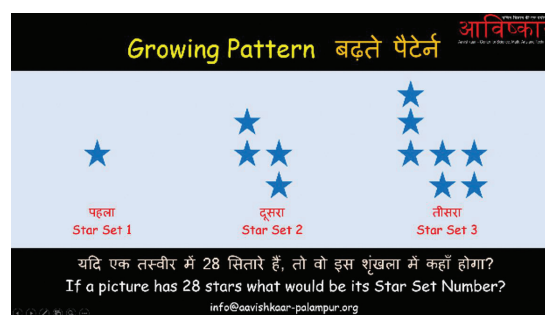 Growing Pattern बढ़ते पैटेर्न
आविष्कार
पहला
Star Set 1
दूसरा
Star Set 2
तीसरा
Star Set 3
यदि एक तस्वीर में 28 सितारे हैं, तो वो इस शृंखला में कहाँ होगा?
If a picture has 28 stars what would be its Star Set Number?
info@aavishkaar-palampur.org